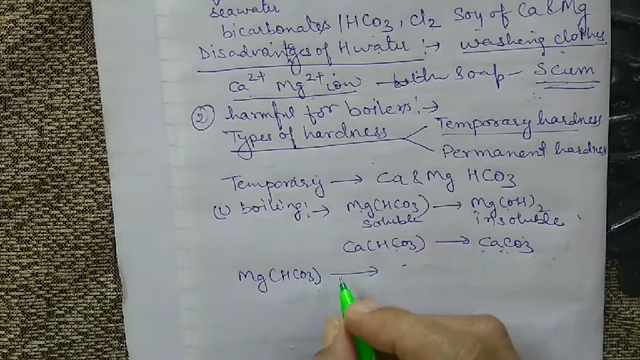 seawater
bicarbonates / HCO3, Cl2 SO4 of Ca & Mg
Disadvantges of H water :→ washing clothes
Ca2+ Mg2+ ion with Soap - Scum
② harmful for boilers :→
Types of hardness
Temporary hardness
Permanent hardness
Temporary → Ca & Mg HCO3
(1) boiling :→ Mg(HCO3) → Mg(OH)2
soluble insoluble
Ca(HCO3) → CaCO3
Mg(HCO3) →